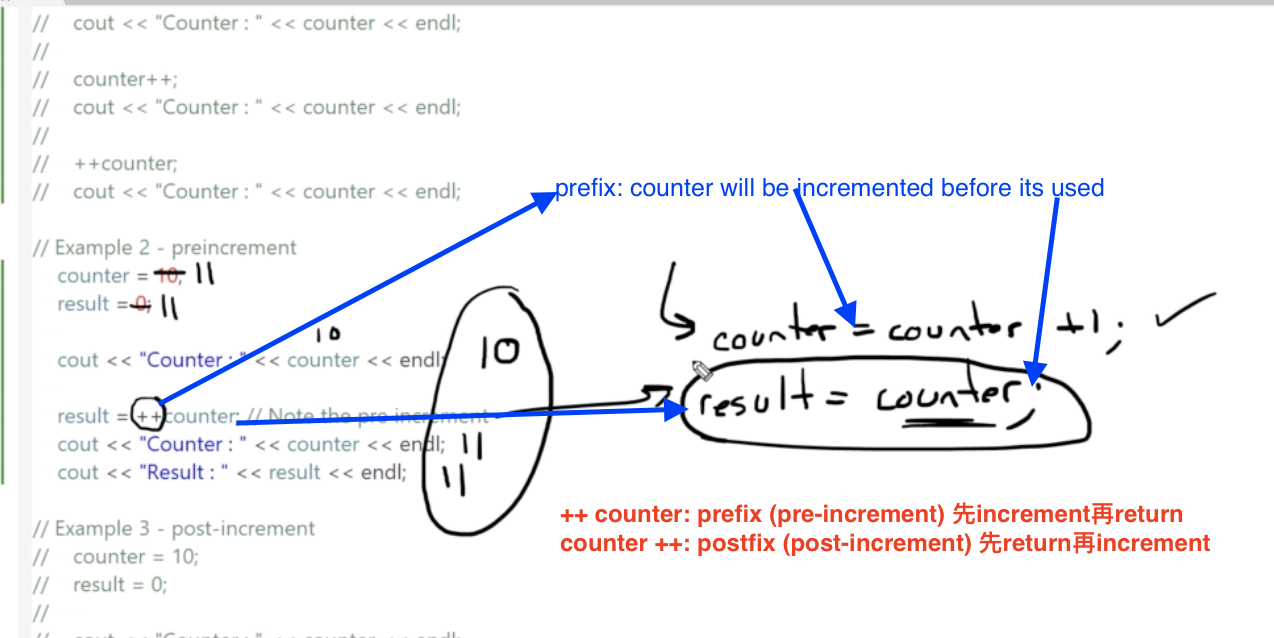 // cout << "Counter : " << counter << endl;
//
// counter++;
// cout << "Counter : " << counter << endl;
//
// ++counter;
// cout << "Counter : " << counter << endl;
prefix: counter will be incremented before its used
// Example 2 - preincrement
counter = 10; 11
result = 0; 11
10
counter = counter +1;
cout << "Counter : " << counter << endl;
10
result = counter;
result = ++counter; // Note the pre increment
cout << "Counter : " << counter << endl; 11
cout << "Result : " << result << endl; 11
++ counter: prefix (pre-increment) 先increment再return
counter ++: postfix (post-increment) 先return再increment
// Example 3 - post-increment
// counter = 10;
// result = 0;
//